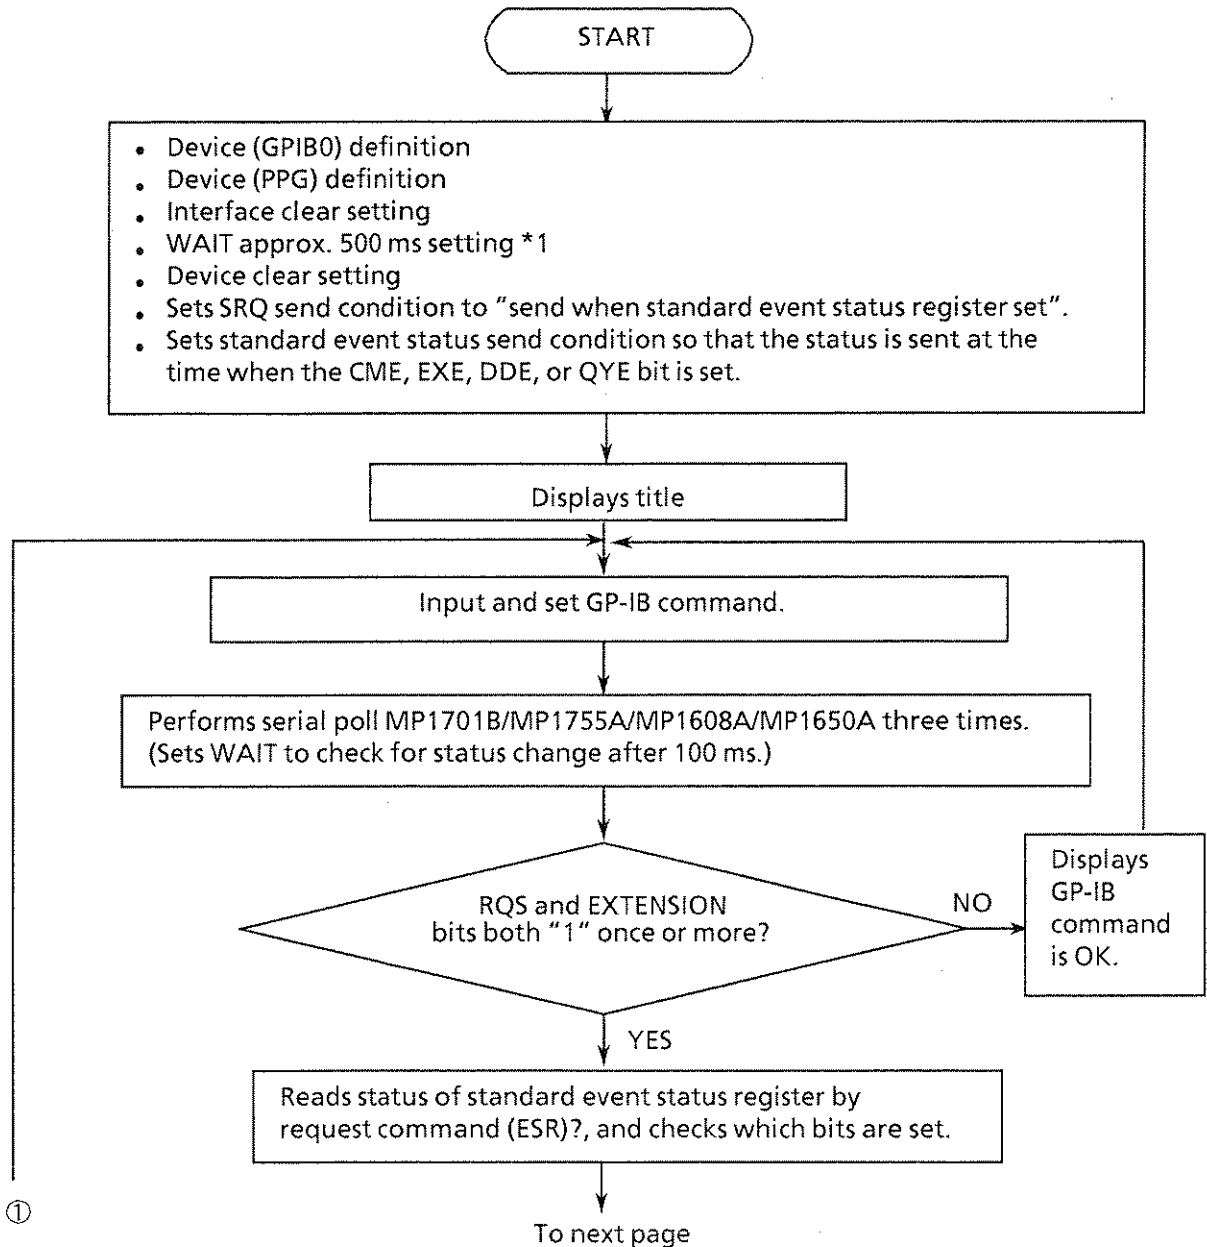 START
• Device (GPIB0) definition
• Device (PPG) definition
• Interface clear setting
• WAIT approx. 500 ms setting *1
• Device clear setting
• Sets SRQ send condition to "send when standard event status register set".
• Sets standard event status send condition so that the status is sent at the
time when the CME, EXE, DDE, or QYE bit is set.
Displays title
Input and set GP-IB command.
Performs serial poll MP1701B/MP1755A/MP1608A/MP1650A three times.
(Sets WAIT to check for status change after 100 ms.)
RQS and EXTENSION
bits both "1" once or more?
NO
Displays
GP-IB
command
is OK.
YES
Reads status of standard event status register by
request command (ESR)?, and checks which bits are set.
①
To next page